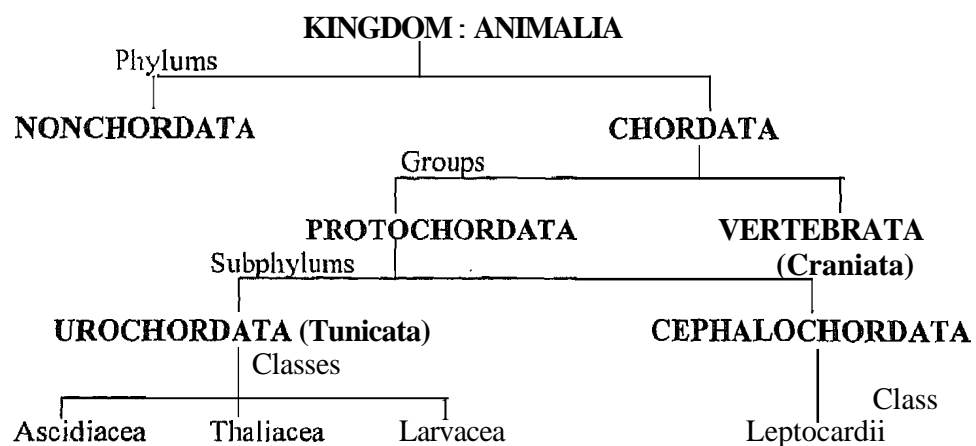 KINGDOM : ANIMALIA
Phylums
NONCHORDATA CHORDATA
Groups
PROTOCHORDATA VERTEBRATA
(Craniata)
Subphylums
UROCHORDATA (Tunicata) CEPHALOCHORDATA
Classes
Class
Ascidiacea Thaliacea Larvacea Leptocardii